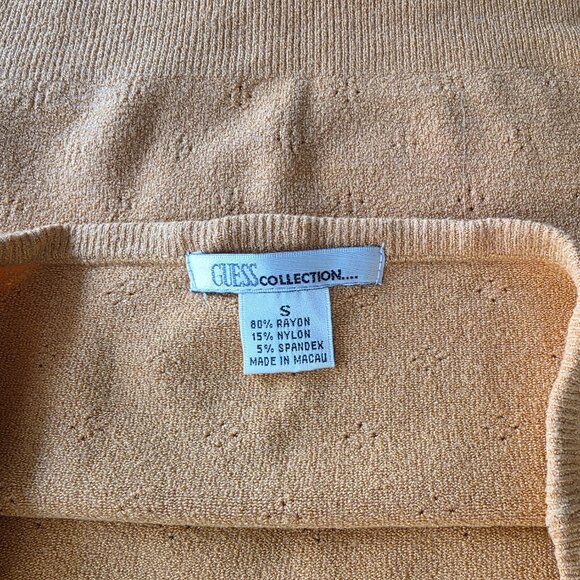 GUESS COLLECTION....
S
80% RAYON
15% NYLON
5% SPANDEX
MADE IN MACAU